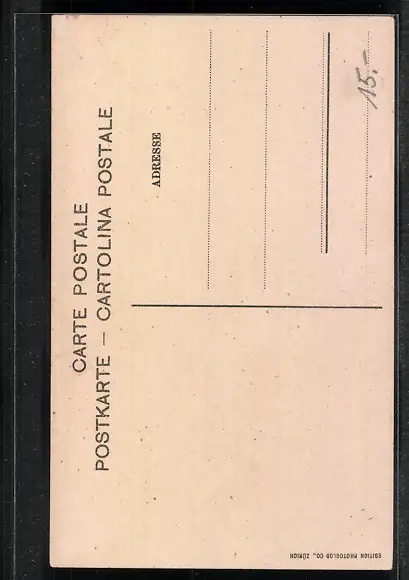 CARTE POSTALE
POSTKARTE — CARTOLINA POSTALE
ADRESSE
15.-
EDITION PHOTOGLOB CO., ZÜRICH